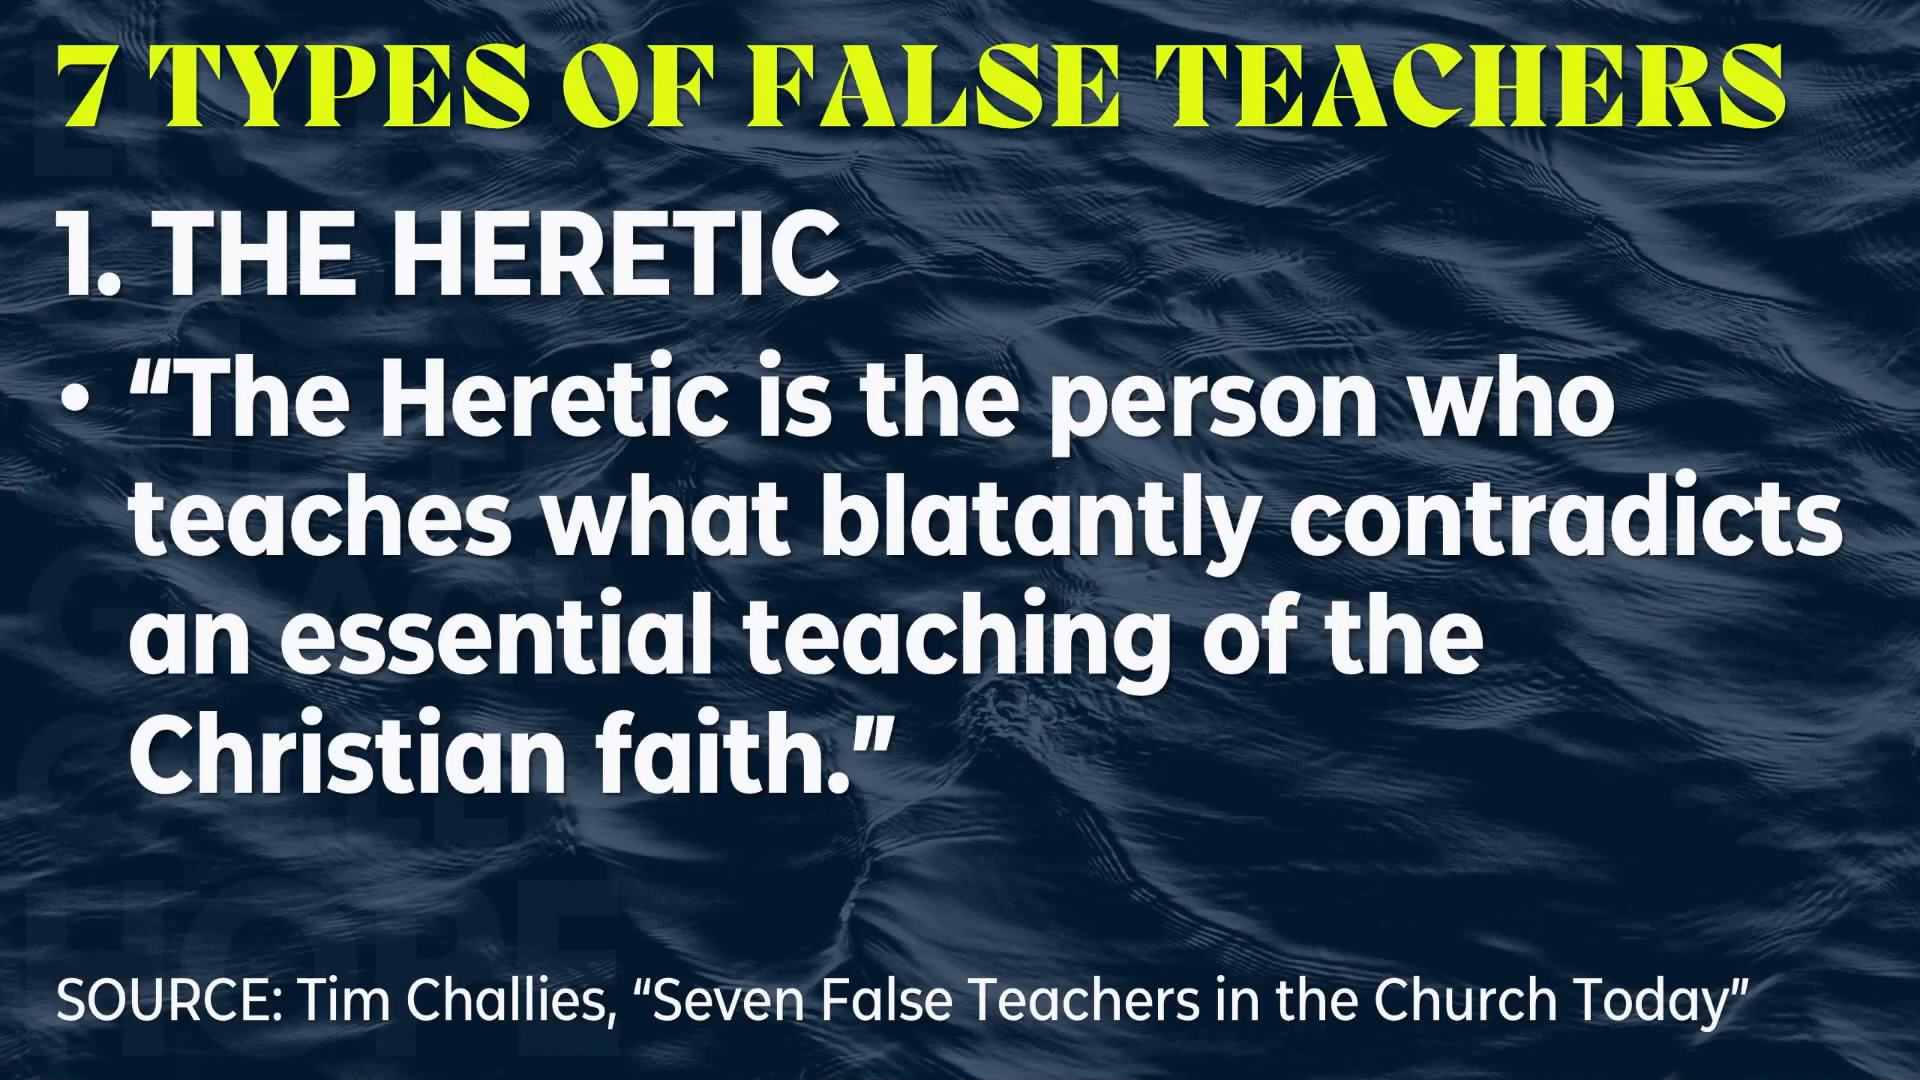 7 TYPES OF FALSE TEACHERS
1. THE HERETIC
• “The Heretic is the person who
teaches what blatantly contradicts
an essential teaching of the
Christian faith.”
HOPE
SOURCE: Tim Challies, “Seven False Teachers in the Church Today”